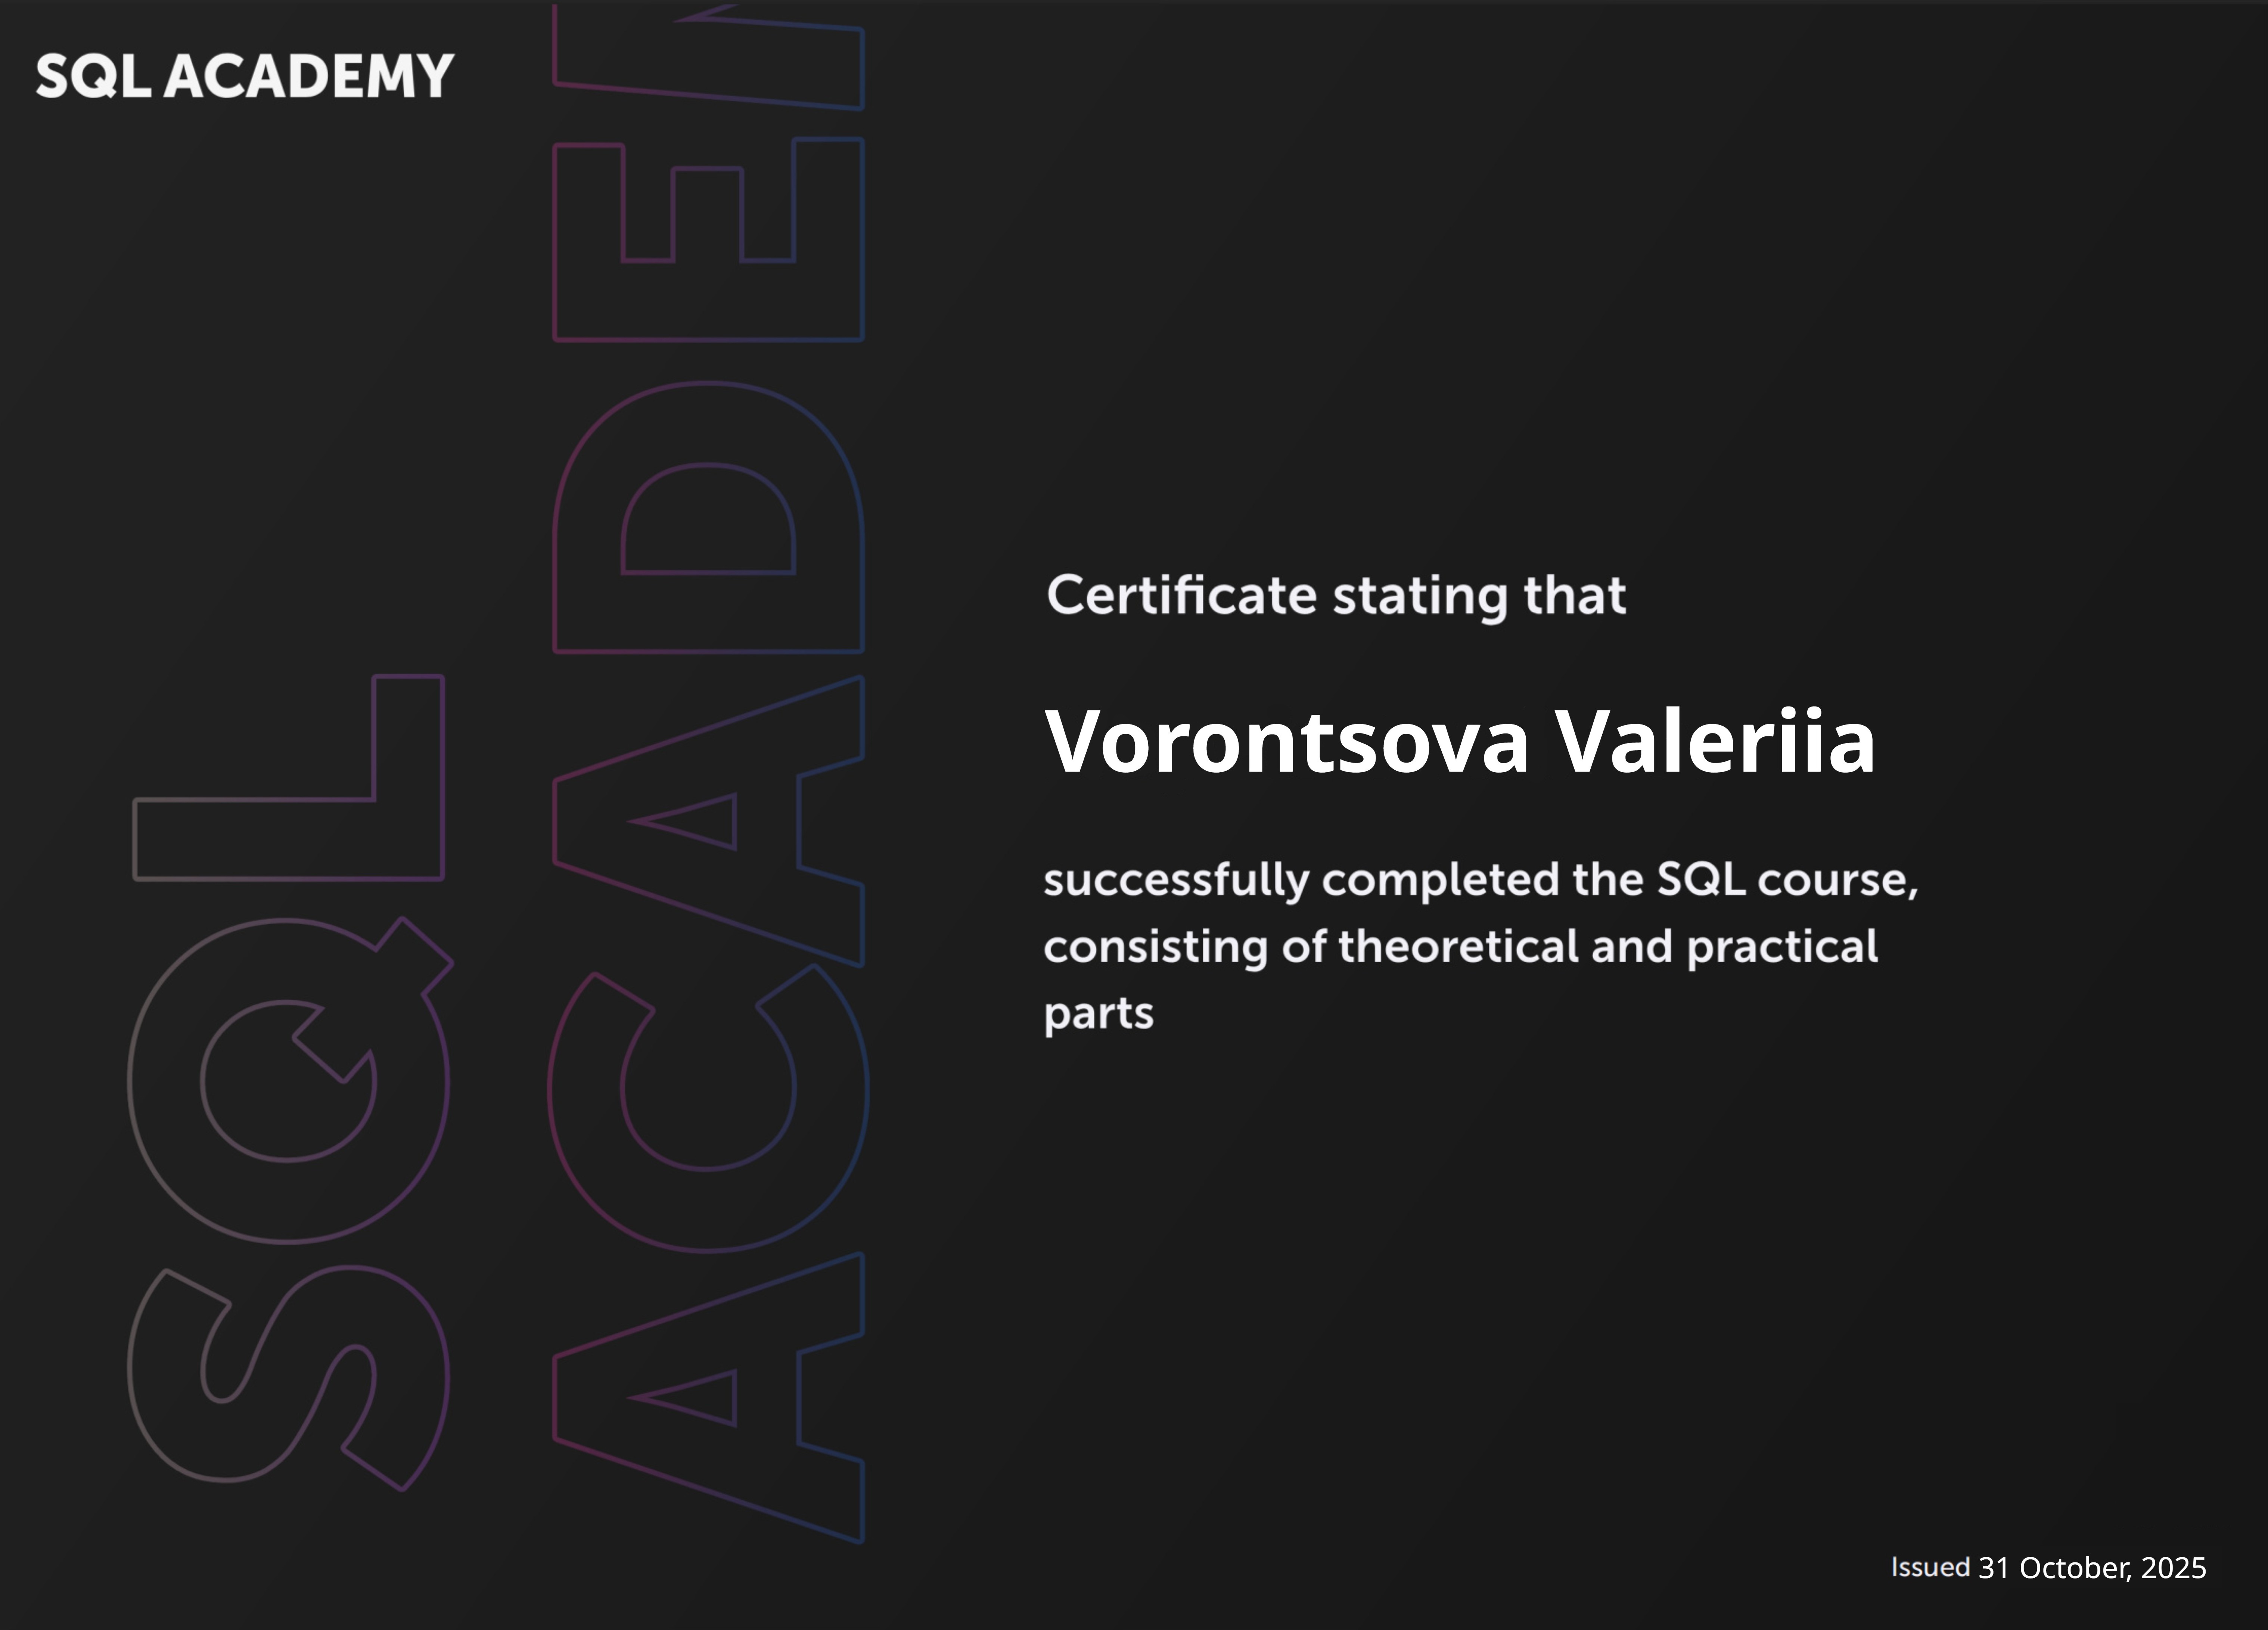 SQL ACADEMY
SQL
ACADEM
Certificate stating that
Vorontsova Valeriia
successfully completed the SQL course,
consisting of theoretical and practical
parts
Issued 31 October, 2025